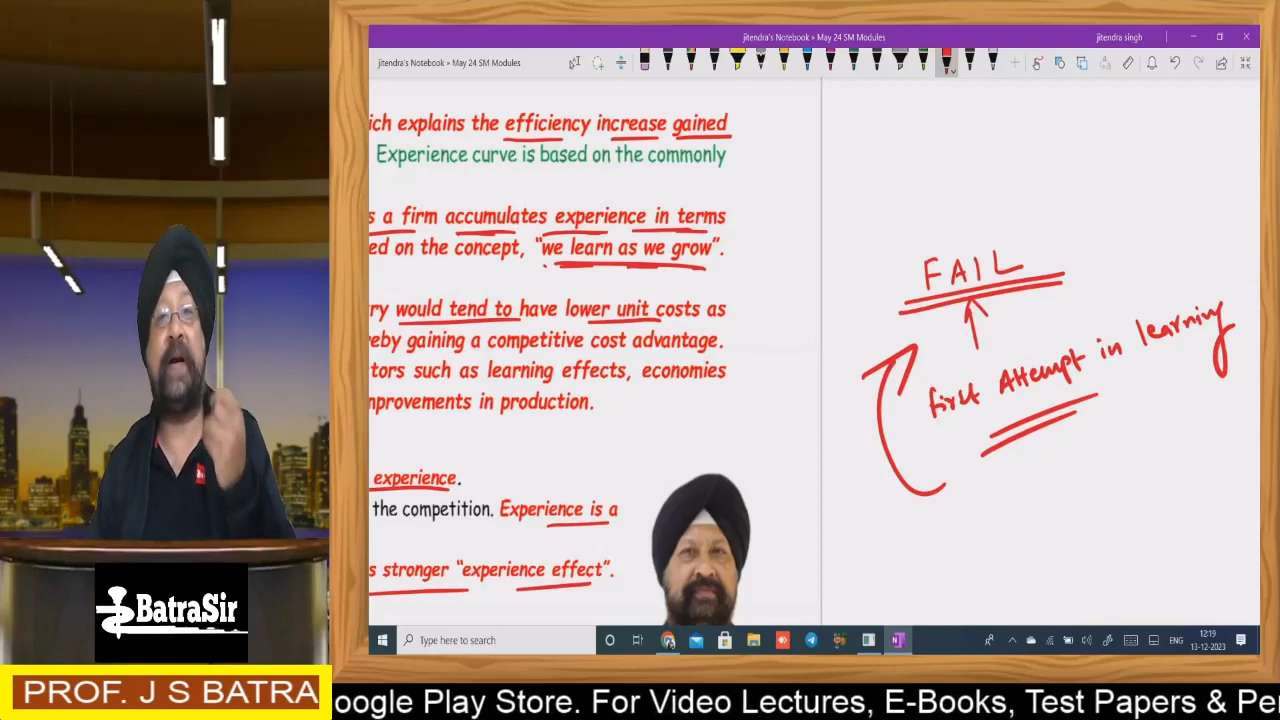 jitendra's Notebook » May 24 SM Modules
jitendra singh
jitendra's Notebook » May 24 SM Modules
ich explains the efficiency increase gained
Experience curve is based on the commonly
s a firm accumulates experience in terms
ed on the concept, “we learn as we grow”.
ry would tend to have lower unit costs as
reby gaining a competitive cost advantage.
tors such as learning effects, economies
mprovements in production.
experience.
the competition. Experience is a
s stronger “experience effect”.
FAIL
first Attempt in learning
BatraSir
Type here to search
ENG
12:19
13-12-2023
PROF. J S BATRA
oogle Play Store. For Video Lectures, E-Books, Test Papers & Pe